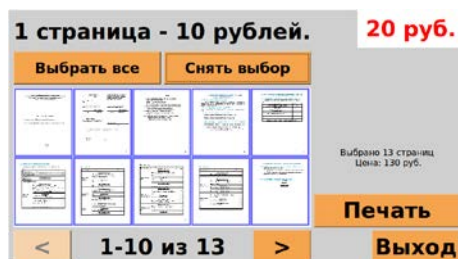 1 страница - 10 рублей.
20 руб.
Выбрать все
Снять выбор
Выбрано 13 страниц
Цена: 130 руб.
Печать
< 1-10 из 13 >
Выход